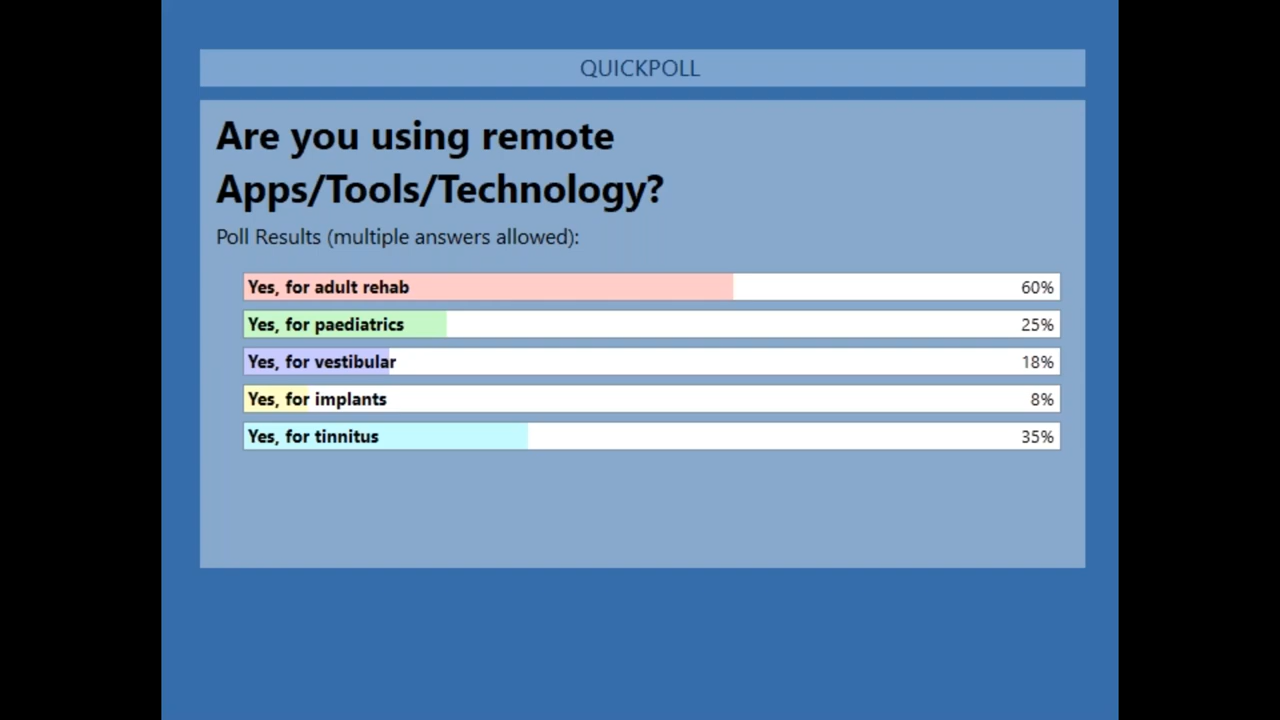 QUICKPOLL
Are you using remote
Apps/Tools/Technology?
Poll Results (multiple answers allowed):
Yes, for adult rehab 60%
Yes, for paediatrics 25%
Yes, for vestibular 18%
Yes, for implants 8%
Yes, for tinnitus 35%